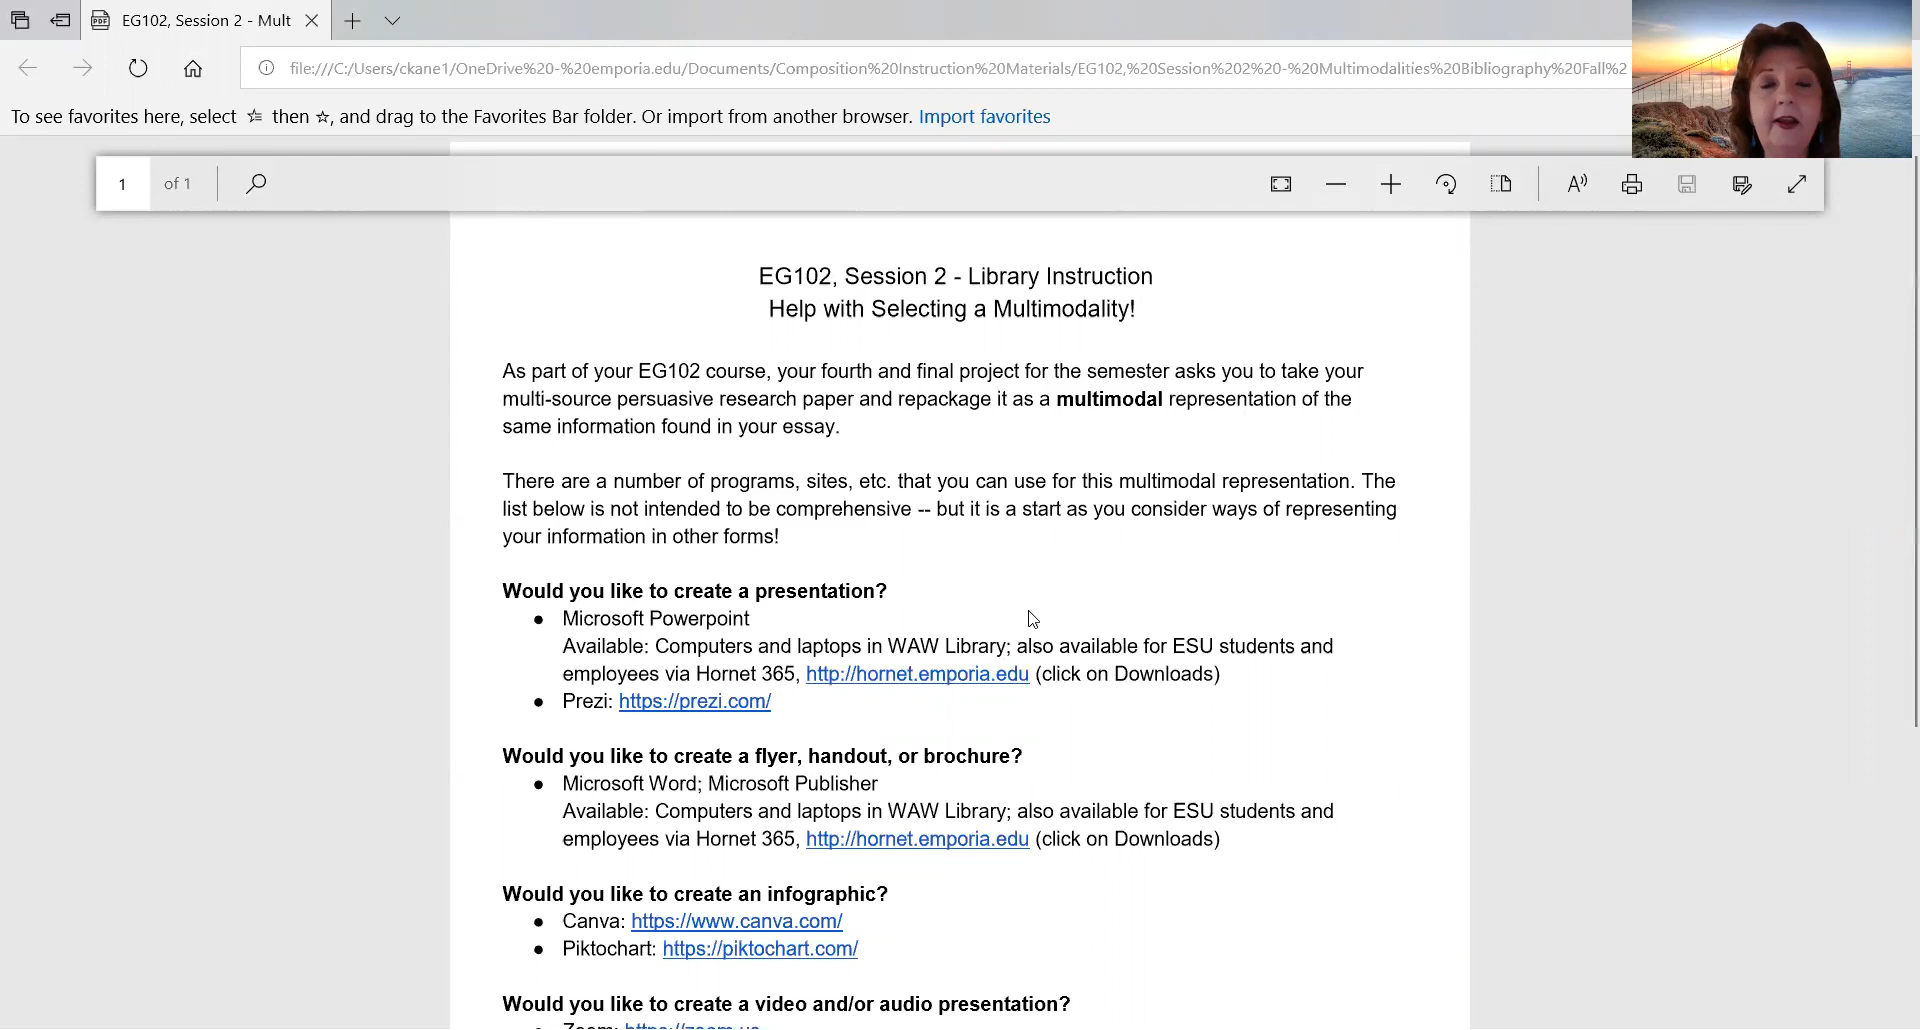 EG102, Session 2 - Mult
file:///C:/Users/ckane1/OneDrive%20-%20emporia.edu/Documents/Composition%20Instruction%20Materials/EG102,%20Session%202%20-%20Multimodalities%20Bibliography%20Fall%2
To see favorites here, select ☆ then ☆, and drag to the Favorites Bar folder. Or import from another browser. Import favorites
1 of 1
EG102, Session 2 - Library Instruction
Help with Selecting a Multimodality!
As part of your EG102 course, your fourth and final project for the semester asks you to take your
multi-source persuasive research paper and repackage it as a multimodal representation of the
same information found in your essay.
There are a number of programs, sites, etc. that you can use for this multimodal representation. The
list below is not intended to be comprehensive -- but it is a start as you consider ways of representing
your information in other forms!
Would you like to create a presentation?
● Microsoft Powerpoint
Available: Computers and laptops in WAW Library; also available for ESU students and
employees via Hornet 365, http://hornet.emporia.edu (click on Downloads)
● Prezi: https://prezi.com/
Would you like to create a flyer, handout, or brochure?
● Microsoft Word; Microsoft Publisher
Available: Computers and laptops in WAW Library; also available for ESU students and
employees via Hornet 365, http://hornet.emporia.edu (click on Downloads)
Would you like to create an infographic?
● Canva: https://www.canva.com/
● Piktochart: https://piktochart.com/
Would you like to create a video and/or audio presentation?
● Zoom: https://zoom.us